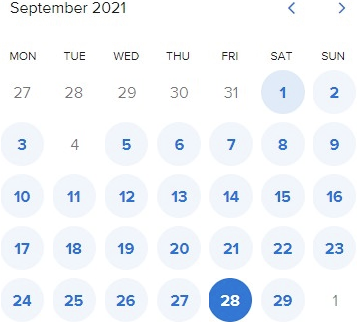 September 2021
MON TUE WED THU FRI SAT SUN
27 28 29 30 31 1 2
3 4 5 6 7 8 9
10 11 12 13 14 15 16
17 18 19 20 21 22 23
24 25 26 27 28 29 1